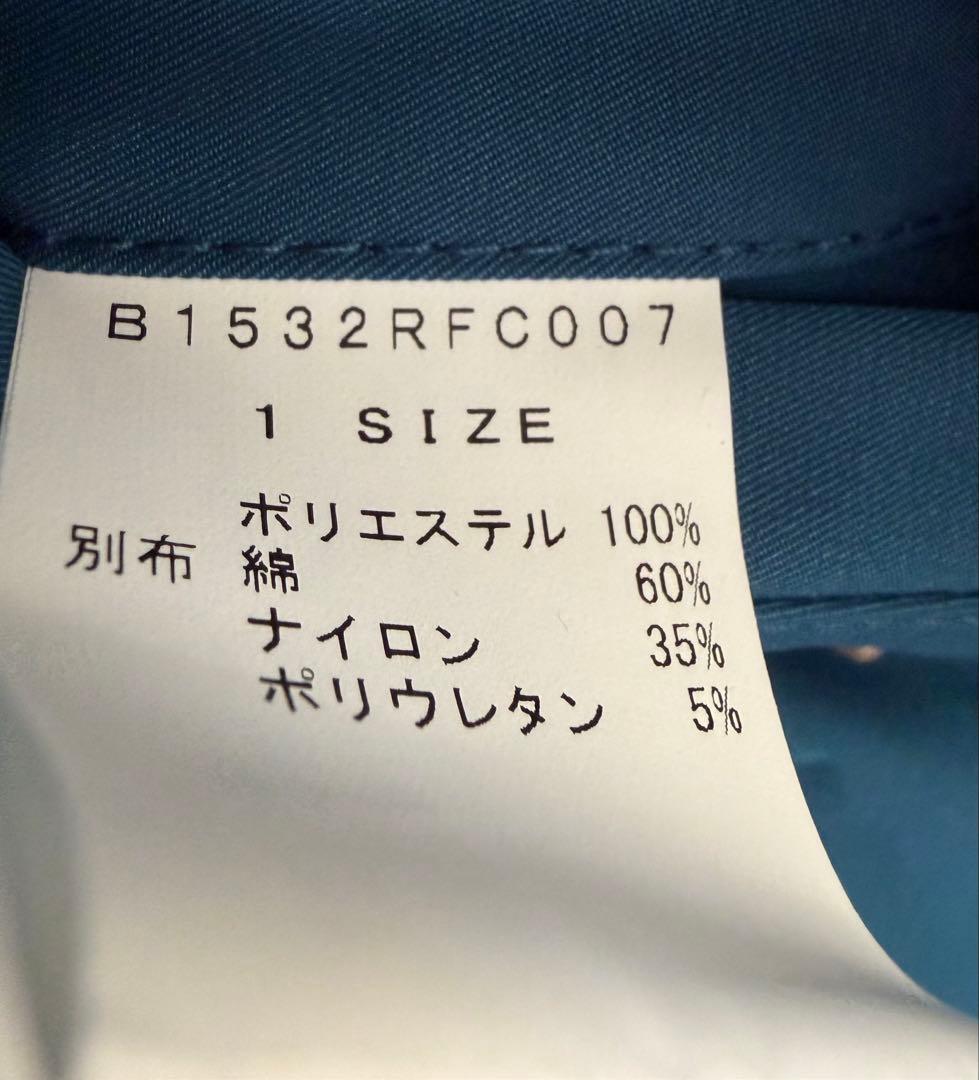 B1532RFC007
1 SIZE
ポリエステル 100%
別布 綿 60%
ナイロン 35%
ポリウレタン 5%